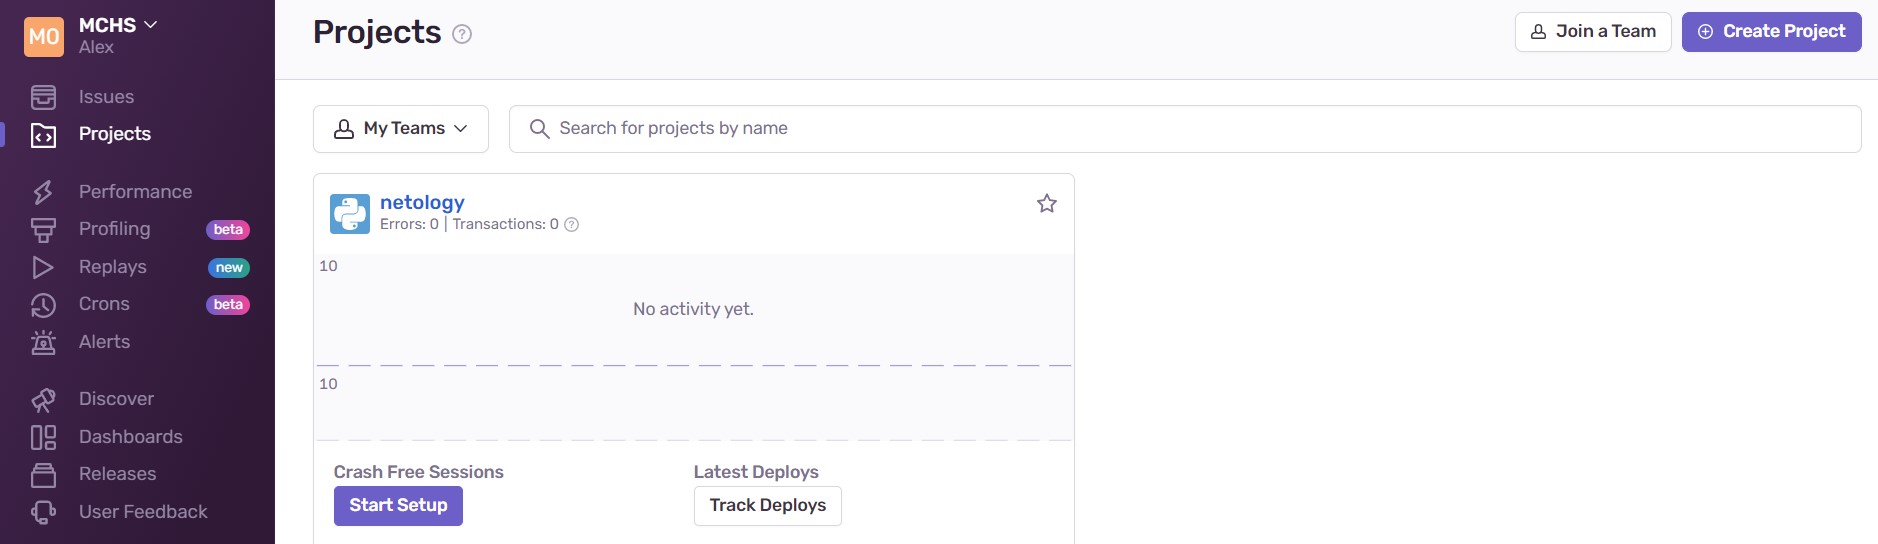 MO
MCHS
Alex
Issues
Projects
Performance
Profiling beta
Replays new
Crons beta
Alerts
Discover
Dashboards
Releases
User Feedback
Projects ?
Join a Team
Create Project
My Teams
Search for projects by name
netology
Errors: 0 | Transactions: 0 ?
10
No activity yet.
10
Crash Free Sessions
Start Setup
Latest Deploys
Track Deploys